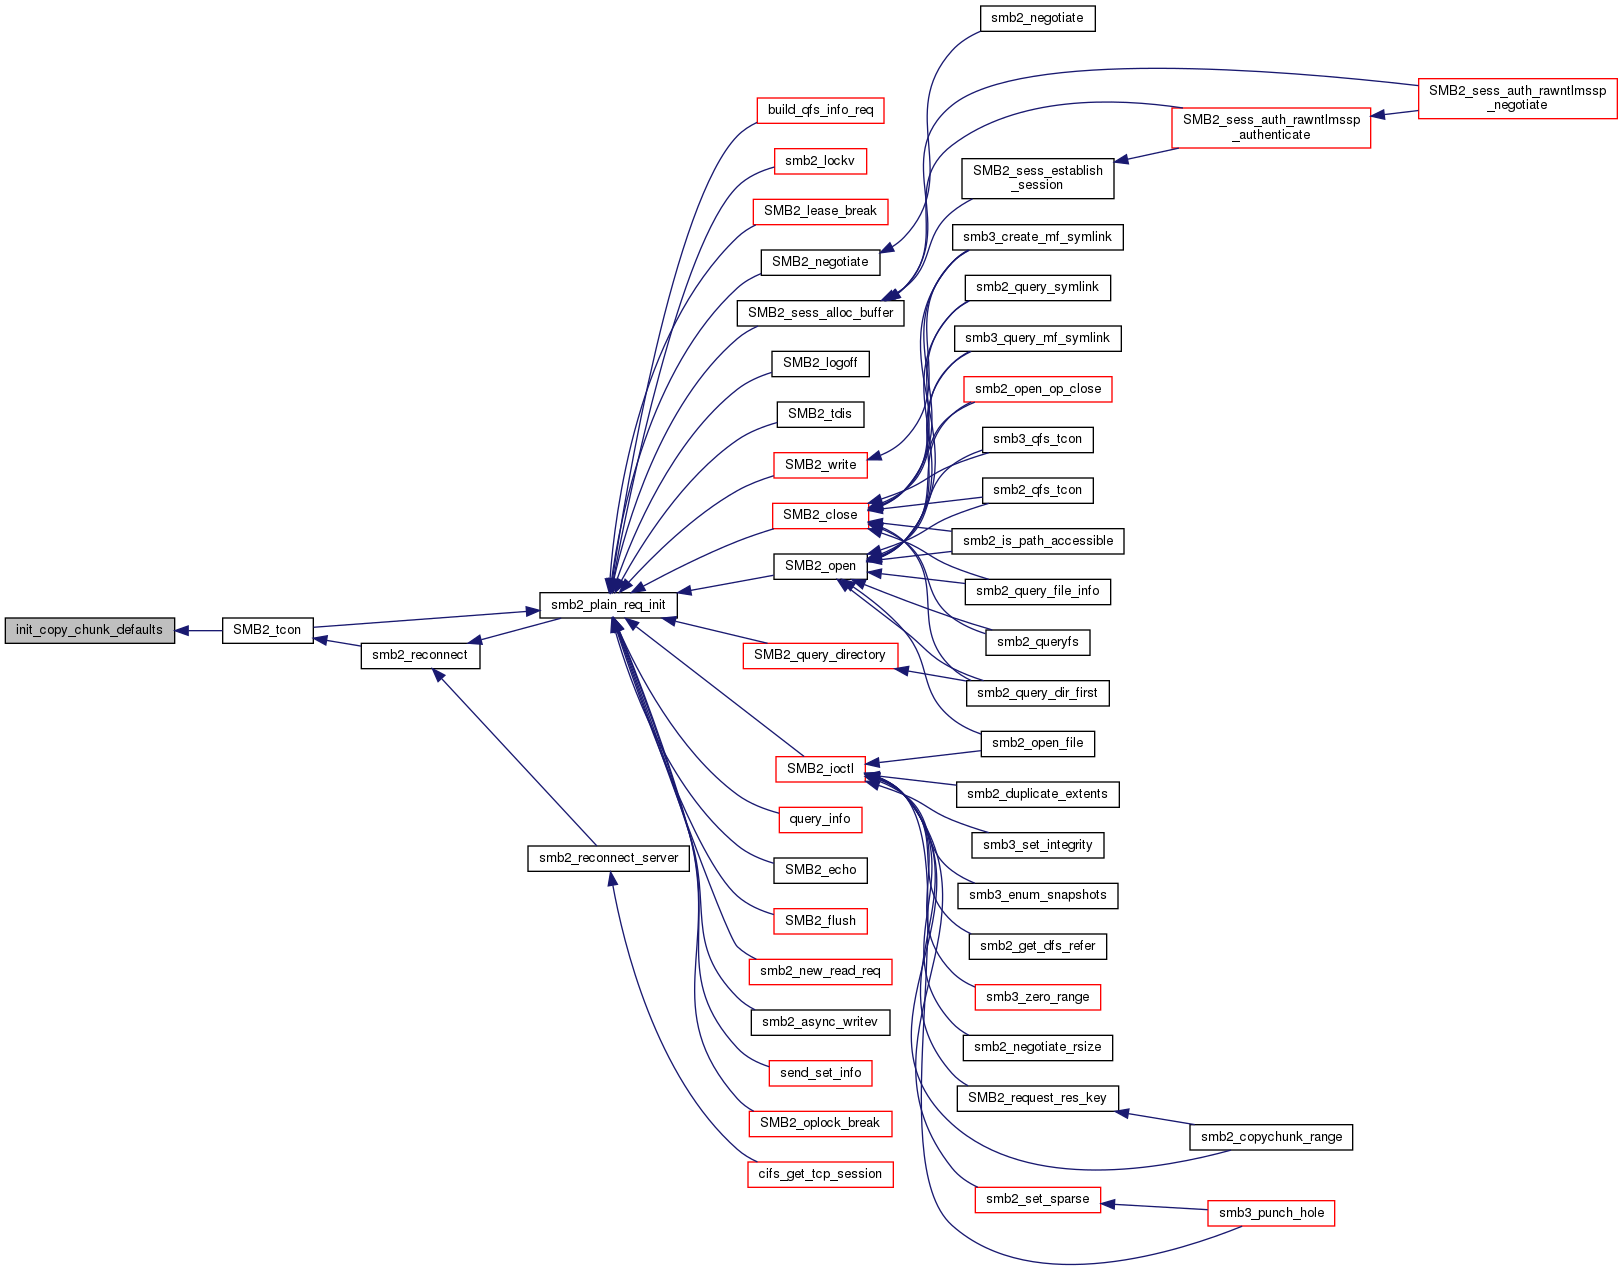 init_copy_chunk_defaults
SMB2_tcon
smb2_reconnect
smb2_plain_req_init
smb2_reconnect_server
build_qfs_info_req
smb2_lockv
SMB2_lease_break
SMB2_negotiate
SMB2_sess_alloc_buffer
SMB2_logoff
SMB2_tdis
SMB2_write
SMB2_close
SMB2_open
SMB2_query_directory
SMB2_ioctl
query_info
SMB2_echo
SMB2_flush
smb2_new_read_req
smb2_async_writev
send_set_info
SMB2_oplock_break
cifs_get_tcp_session
smb2_negotiate
SMB2_sess_establish
_session
smb3_create_mf_symlink
smb2_query_symlink
smb3_query_mf_symlink
smb2_open_op_close
smb3_qfs_tcon
smb2_qfs_tcon
smb2_is_path_accessible
smb2_query_file_info
smb2_queryfs
smb2_query_dir_first
smb2_open_file
smb2_duplicate_extents
smb3_set_integrity
smb3_enum_snapshots
smb2_get_dfs_refer
smb3_zero_range
smb2_negotiate_rsize
SMB2_request_res_key
smb2_set_sparse
SMB2_sess_auth_rawntlmssp
_authenticate
smb2_copychunk_range
smb3_punch_hole
SMB2_sess_auth_rawntlmssp
_negotiate